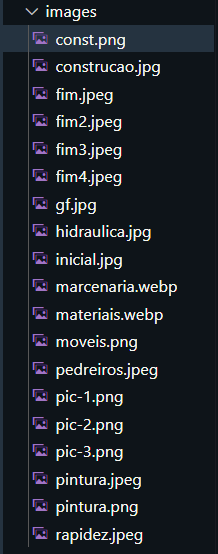 images
const.png
construcao.jpg
fim.jpeg
fim2.jpeg
fim3.jpeg
fim4.jpeg
gf.jpg
hidraulica.jpg
inicial.jpg
marcenaria.webp
materiais.webp
moveis.png
pedreiros.jpeg
pic-1.png
pic-2.png
pic-3.png
pintura.jpeg
pintura.png
rapidez.jpeg